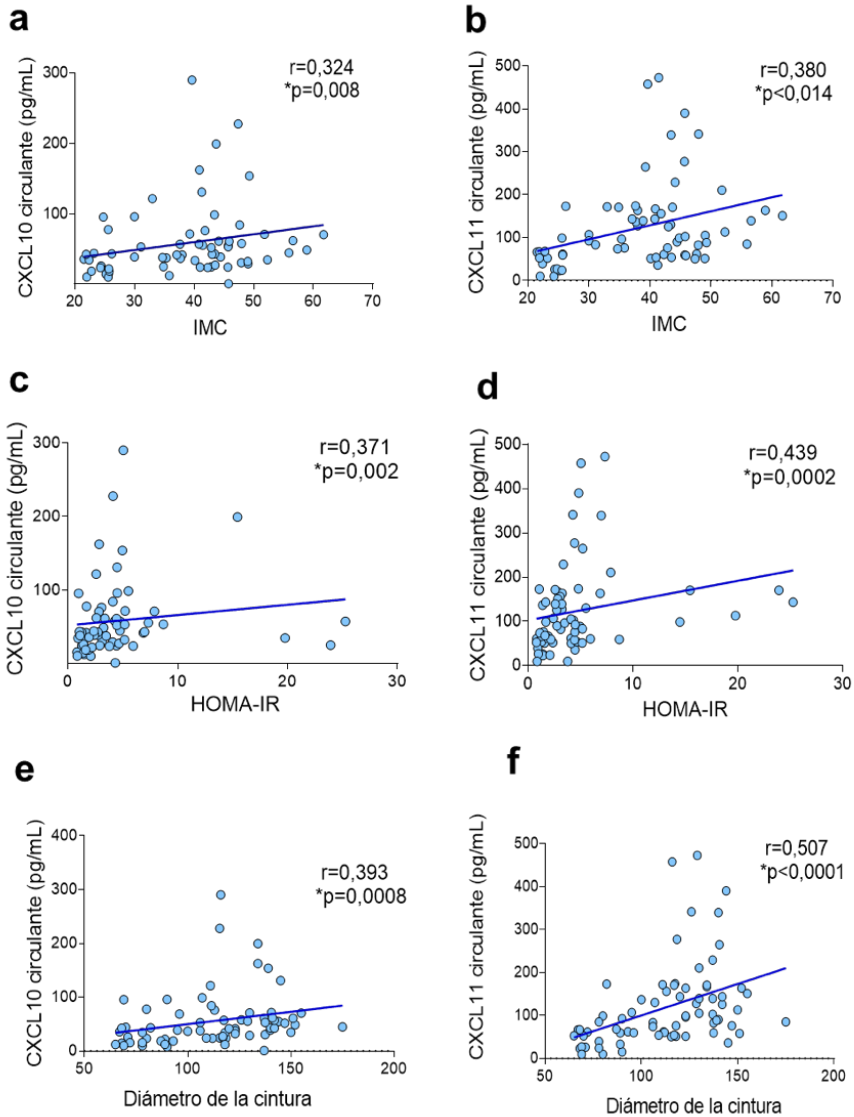 a
r=0,324
*p=0,008
CXCL10 circulante (pg/mL)
300
200
100
20 30 40 50 60 70
IMC
b
r=0,380
*p<0,014
CXCL11 circulante (pg/mL)
500
400
300
200
100
0
20 30 40 50 60 70
IMC
c
r=0,371
*p=0,002
CXCL10 circulante (pg/mL)
300
200
100
0 10 20 30
HOMA-IR
d
r=0,439
*p=0,0002
CXCL11 circulante (pg/mL)
500
400
300
200
100
0
0 10 20 30
HOMA-IR
e
r=0,393
*p=0,0008
CXCL10 circulante (pg/mL)
400
300
200
100
0
50 100 150 200
Diámetro de la cintura
f
r=0,507
*p<0,0001
CXCL11 circulante (pg/mL)
500
400
300
200
100
0
50 100 150 200
Diámetro de la cintura